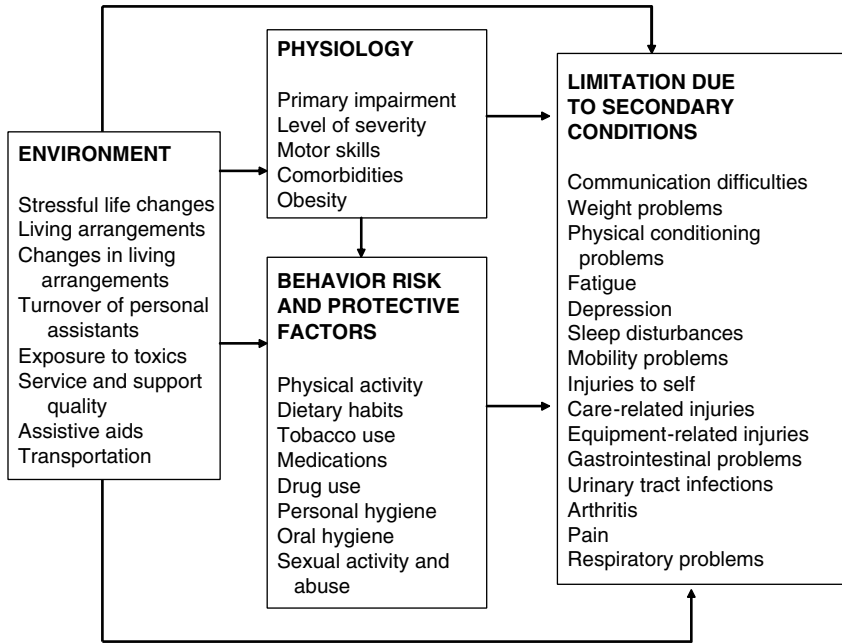 ENVIRONMENT
Stressful life changes
Living arrangements
Changes in living
arrangements
Turnover of personal
assistants
Exposure to toxics
Service and support
quality
Assistive aids
Transportation
PHYSIOLOGY
Primary impairment
Level of severity
Motor skills
Comorbidities
Obesity
BEHAVIOR RISK
AND PROTECTIVE
FACTORS
Physical activity
Dietary habits
Tobacco use
Medications
Drug use
Personal hygiene
Oral hygiene
Sexual activity and
abuse
LIMITATION DUE
TO SECONDARY
CONDITIONS
Communication difficulties
Weight problems
Physical conditioning
problems
Fatigue
Depression
Sleep disturbances
Mobility problems
Injuries to self
Care-related injuries
Equipment-related injuries
Gastrointestinal problems
Urinary tract infections
Arthritis
Pain
Respiratory problems